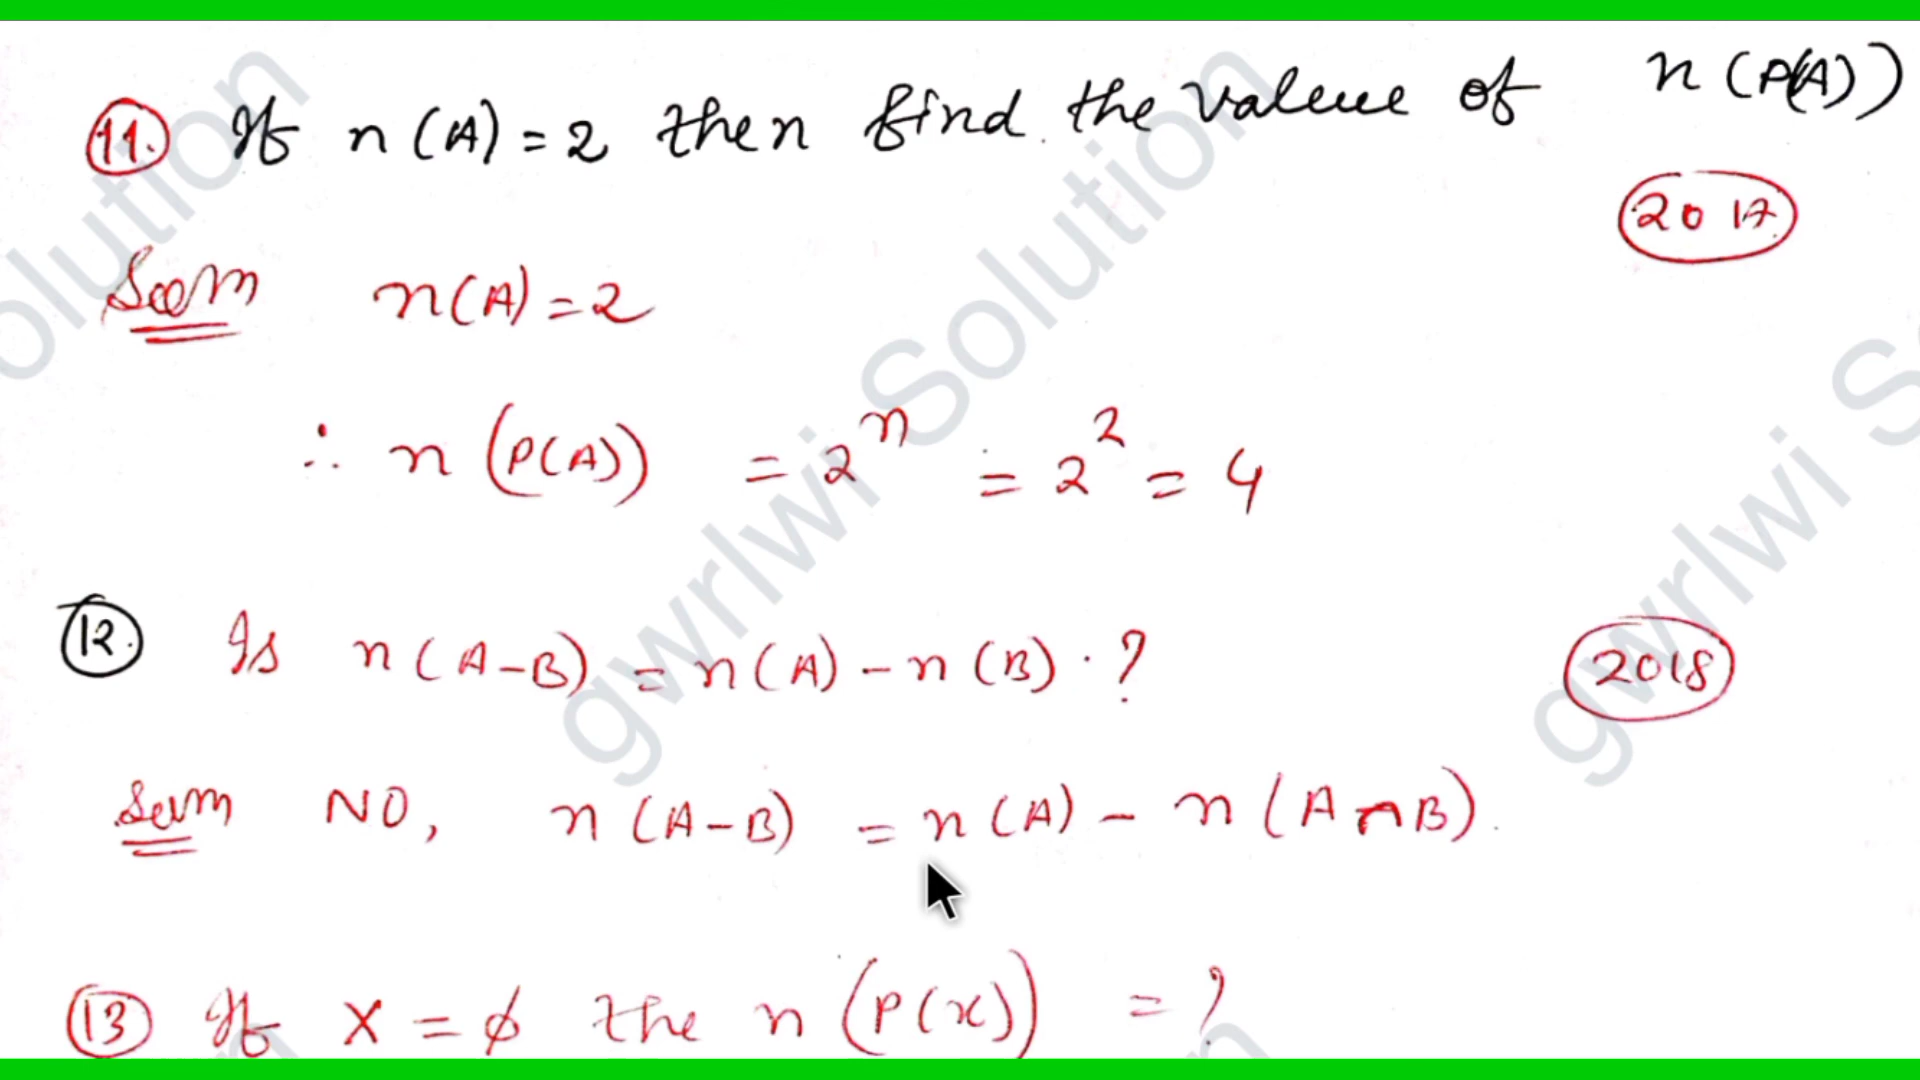 11. If n(A) = 2 then find the value of n(P(A))
2017
Soln n(A) = 2
∴ n(P(A)) = 2ⁿ = 2² = 4
12. Is n(A-B) = n(A) - n(B) ?
2018
Soln NO, n(A-B) = n(A) - n(A∩B).
13 If X = ϕ the n(P(x)) = ?
gwrlwi Solution